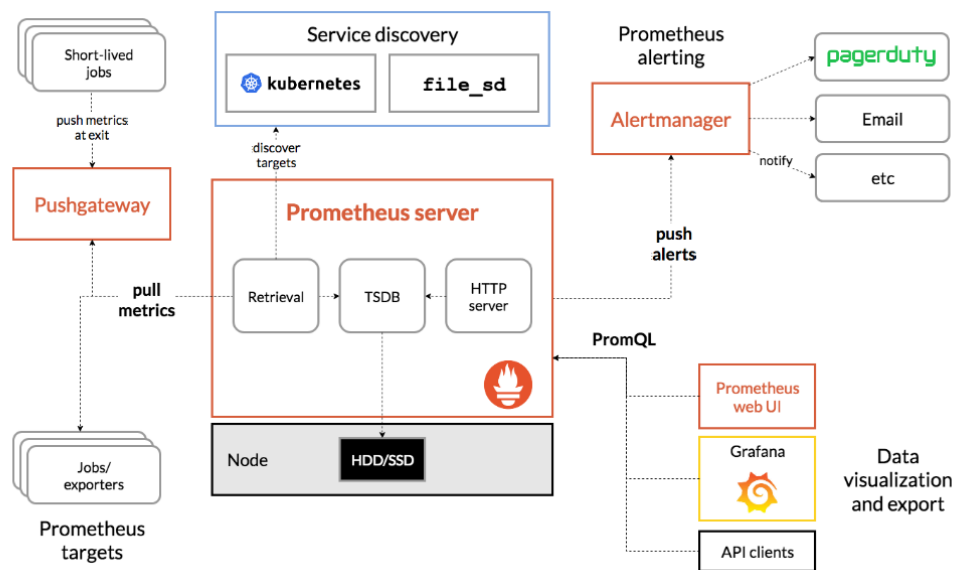 Short-lived
jobs
push metrics
at exit
Pushgateway
pull
metrics
Jobs/
exporters
Prometheus
targets
Service discovery
kubernetes
file_sd
discover
targets
Prometheus server
Retrieval
TSDB
HTTP
server
Node
HDD/SSD
Prometheus
alerting
Alertmanager
pagerduty
Email
notify
etc
push
alerts
PromQL
Prometheus
web UI
Grafana
API clients
Data
visualization
and export